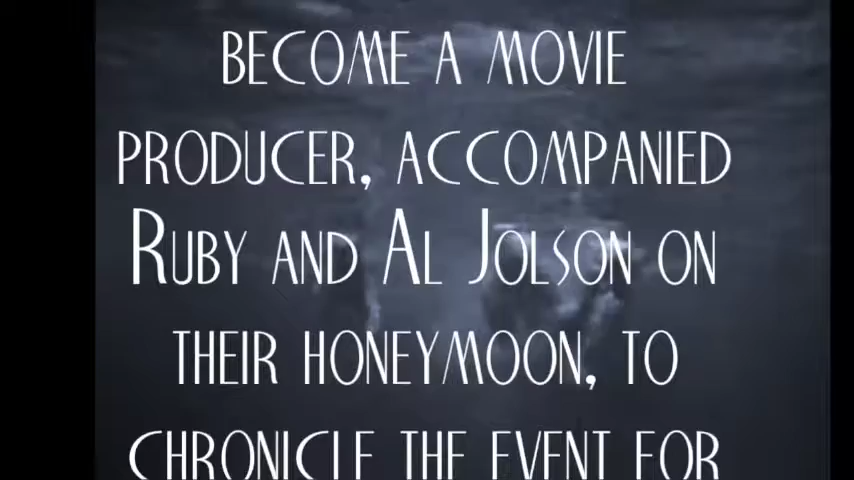 BECOME A MOVIE
PRODUCER, ACCOMPANIED
RUBY AND AL JOLSON ON
THEIR HONEYMOON, TO
CHRONICLE THE EVENT FOR